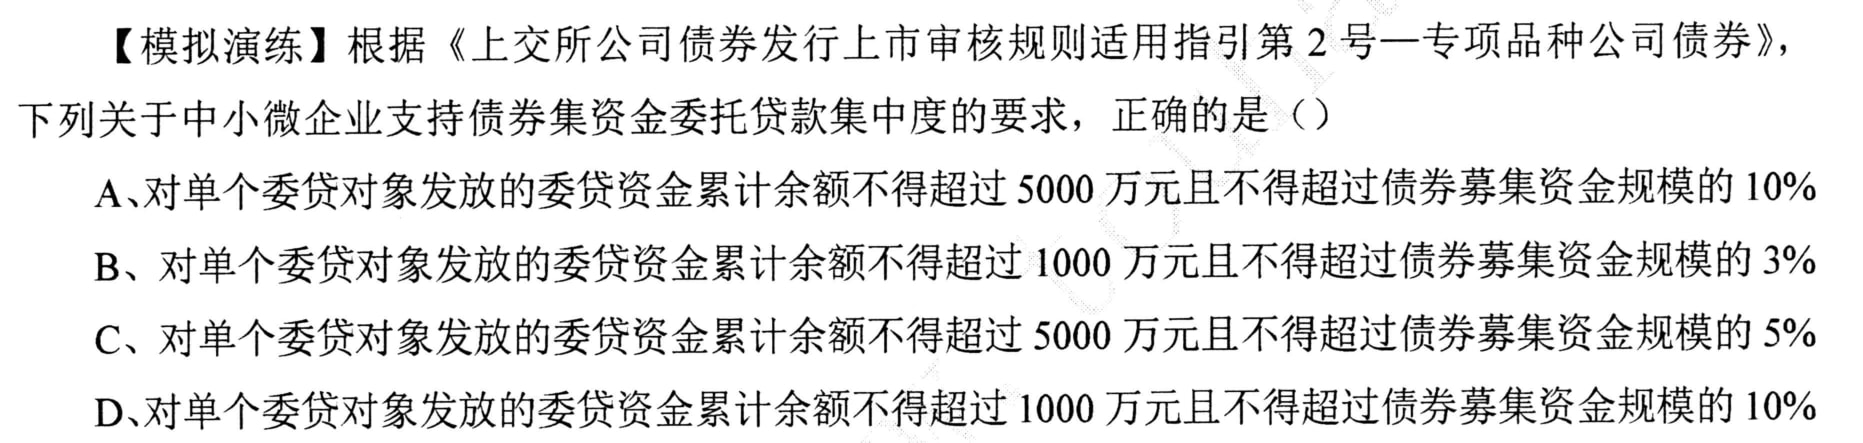 【模拟演练】根据《上交所公司债券发行上市审核规则适用指引第 2 号—专项品种公司债券》，
下列关于中小微企业支持债券集资金委托贷款集中度的要求，正确的是（）
A、对单个委贷对象发放的委贷资金累计余额不得超过 5000 万元且不得超过债券募集资金规模的 10%
B、对单个委贷对象发放的委贷资金累计余额不得超过 1000 万元且不得超过债券募集资金规模的 3%
C、对单个委贷对象发放的委贷资金累计余额不得超过 5000 万元且不得超过债券募集资金规模的 5%
D、对单个委贷对象发放的委贷资金累计余额不得超过 1000 万元且不得超过债券募集资金规模的 10%